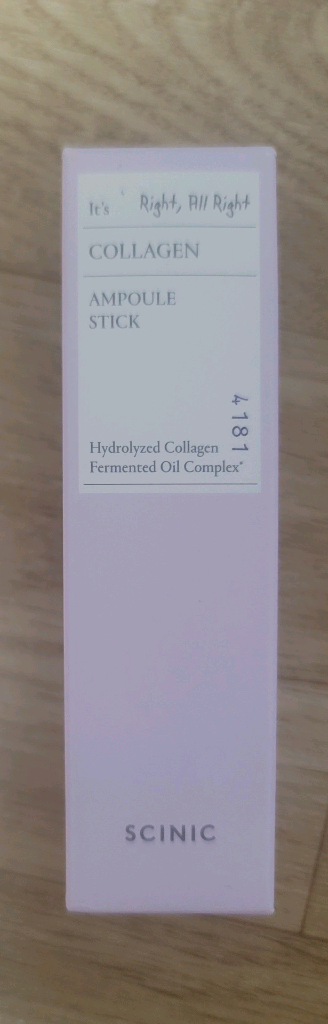 It's Right, All Right
COLLAGEN
AMPOULE
STICK
4181
Hydrolyzed Collagen
Fermented Oil Complex*
SCINIC